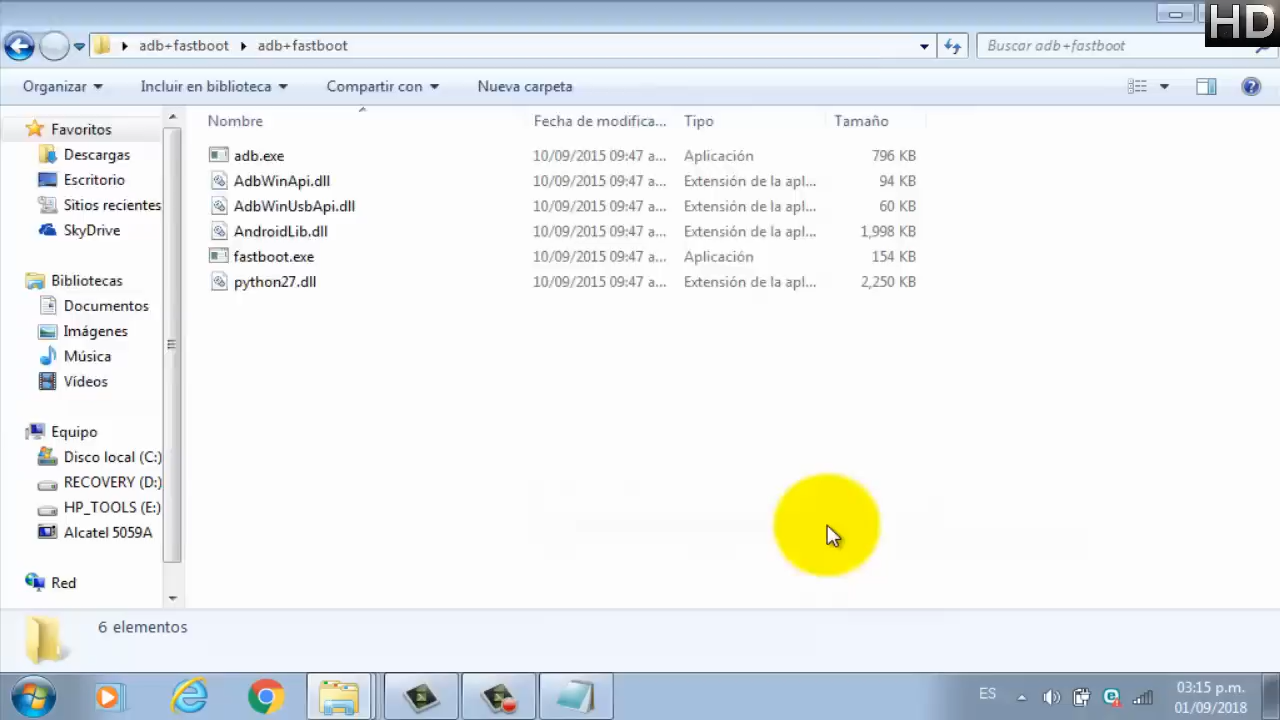 HD
adb+fastboot adb+fastboot Buscar adb+fastboot
Organizar Incluir en biblioteca Compartir con Nueva carpeta
Favoritos
Descargas
Escritorio
Sitios recientes
SkyDrive
Bibliotecas
Documentos
Imágenes
Música
Vídeos
Equipo
Disco local (C:)
RECOVERY (D:)
HP_TOOLS (E:)
Alcatel 5059A
Red
Nombre Fecha de modifica... Tipo Tamaño
adb.exe 10/09/2015 09:47 a... Aplicación 796 KB
AdbWinApi.dll 10/09/2015 09:47 a... Extensión de la apl... 94 KB
AdbWinUsbApi.dll 10/09/2015 09:47 a... Extensión de la apl... 60 KB
AndroidLib.dll 10/09/2015 09:47 a... Extensión de la apl... 1,998 KB
fastboot.exe 10/09/2015 09:47 a... Aplicación 154 KB
python27.dll 10/09/2015 09:47 a... Extensión de la apl... 2,250 KB
6 elementos
ES
03:15 p.m.
01/09/2018